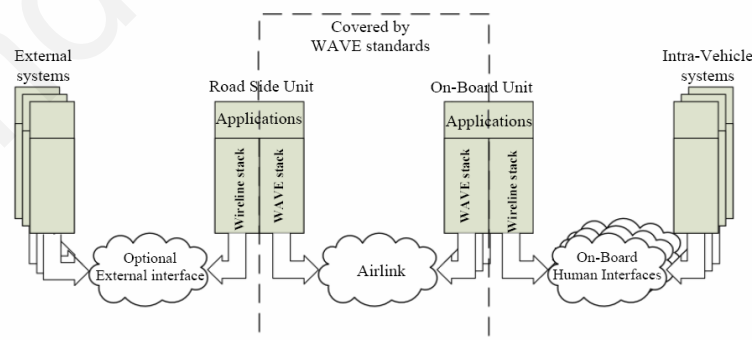 Covered by
WAVE standards
External
systems
Road Side Unit
On-Board Unit
Intra-Vehicle
systems
Applications
Applications
Wireline stack
WAVE stack
WAVE stack
Wireline stack
Optional
External interface
Airlink
On-Board
Human Interfaces